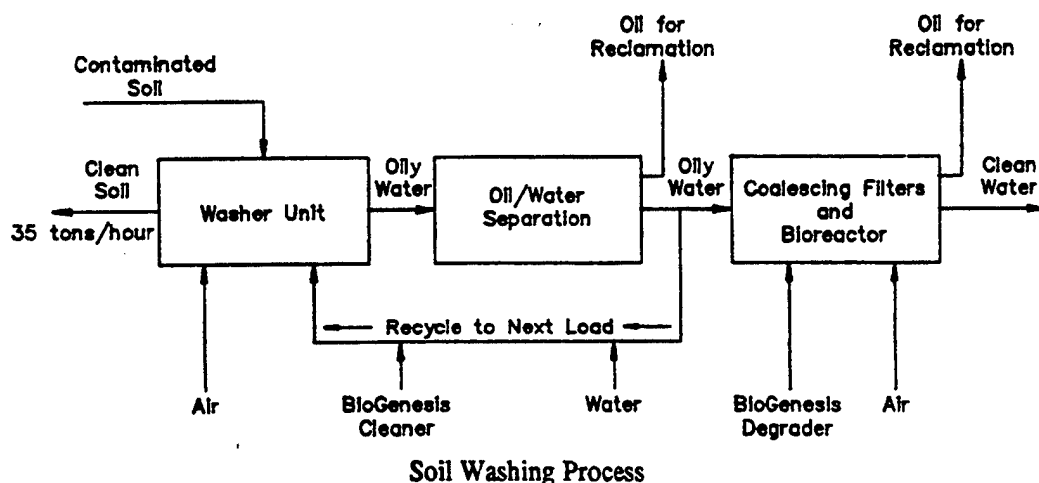 Oil for
Reclamation
Oil for
Reclamation
Contaminated
Soil
Clean
Soil
35 tons/hour
Washer Unit
Oily
Water
Oil/Water
Separation
Oily
Water
Coalescing Filters
and
Bioreactor
Clean
Water
Recycle to Next Load
Air
BioGenesis
Cleaner
Water
BioGenesis
Degrader
Air
Soil Washing Process